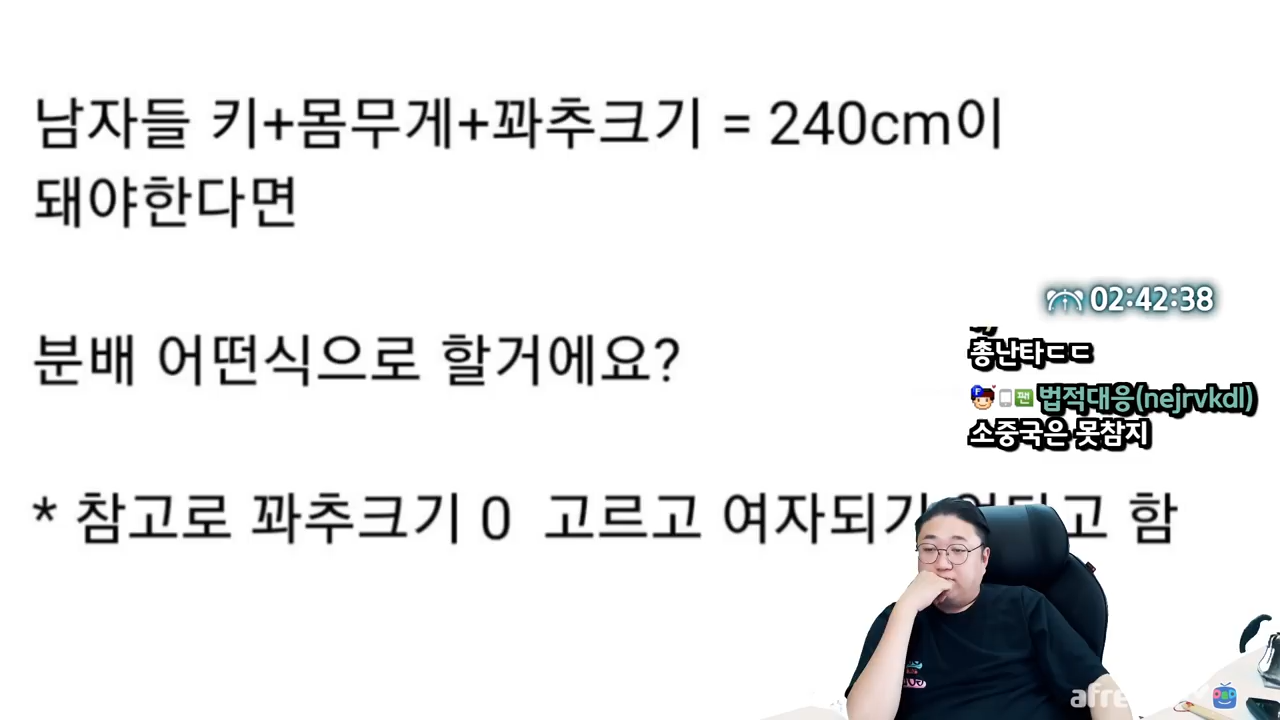 남자들 키+몸무게+꽈추크기 = 240cm이
돼야한다면
분배 어떤식으로 할거에요?
* 참고로 꽈추크기 0 고르고 여자되기 함
02:42:38
총난타ㄷㄷ
F 팬 법적대응(nejrvkdl)
소중국은 못참지